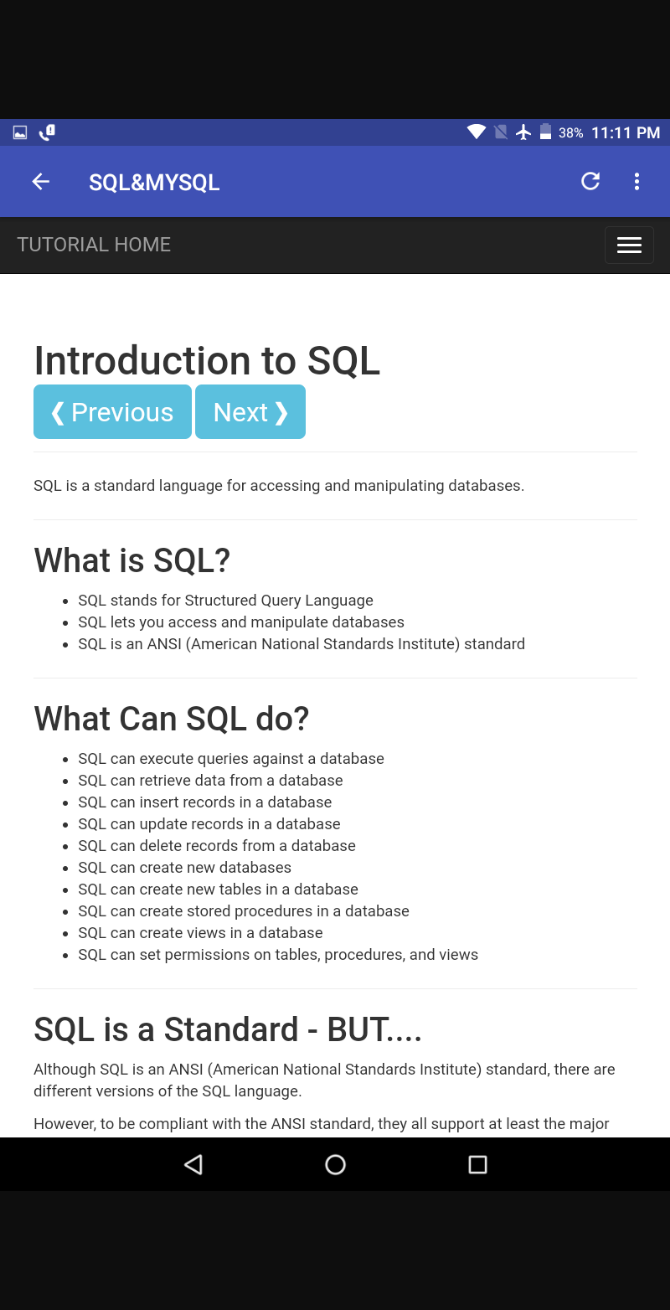 38% 11:11 PM
SQL&MYSQL
TUTORIAL HOME
Introduction to SQL
❮ Previous Next ❯
SQL is a standard language for accessing and manipulating databases.
What is SQL?
• SQL stands for Structured Query Language
• SQL lets you access and manipulate databases
• SQL is an ANSI (American National Standards Institute) standard
What Can SQL do?
• SQL can execute queries against a database
• SQL can retrieve data from a database
• SQL can insert records in a database
• SQL can update records in a database
• SQL can delete records from a database
• SQL can create new databases
• SQL can create new tables in a database
• SQL can create stored procedures in a database
• SQL can create views in a database
• SQL can set permissions on tables, procedures, and views
SQL is a Standard - BUT....
Although SQL is an ANSI (American National Standards Institute) standard, there are
different versions of the SQL language.
However, to be compliant with the ANSI standard, they all support at least the major